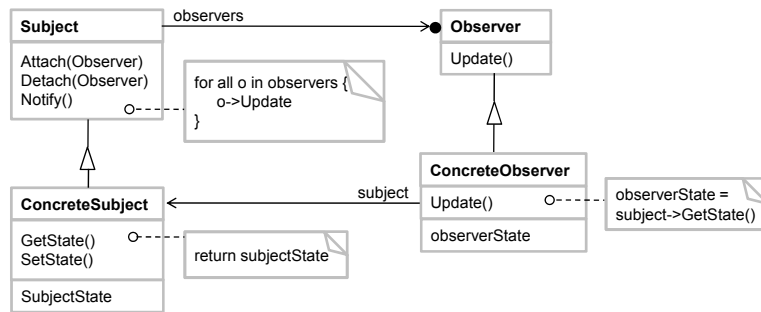 Subject
Attach(Observer)
Detach(Observer)
Notify()
observers
Observer
Update()
for all o in observers {
o->Update
}
ConcreteSubject
GetState()
SetState()
SubjectState
return subjectState
subject
ConcreteObserver
Update()
observerState
observerState =
subject->GetState()